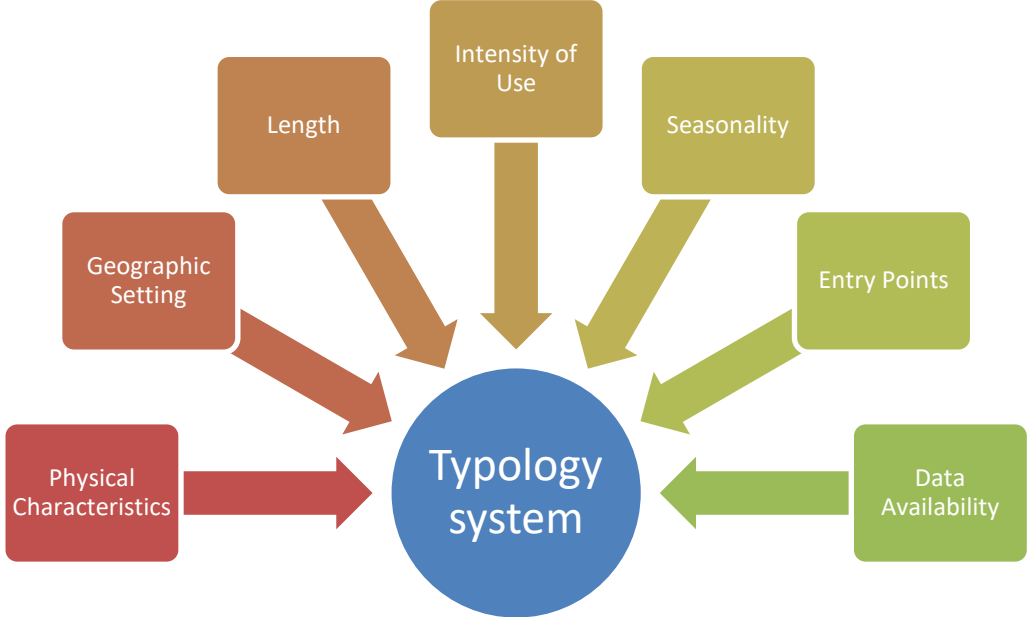 Intensity of
Use
Length
Seasonality
Geographic
Setting
Entry Points
Physical
Characteristics
Typology
system
Data
Availability